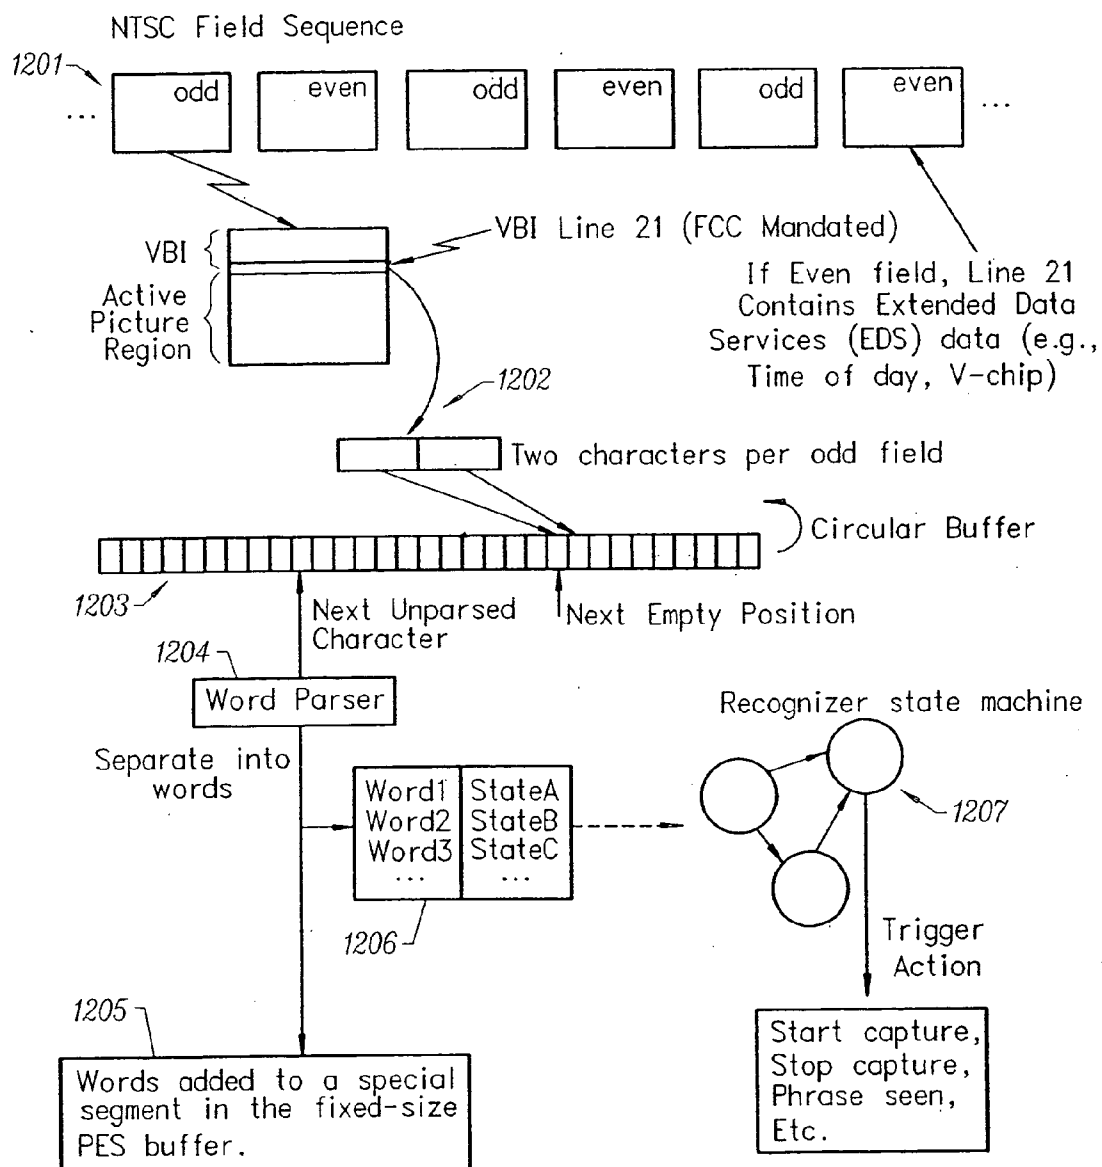 NTSC Field Sequence
1201
... odd even odd even odd even ...
VBI
VBI Line 21 (FCC Mandated)
Active
Picture
Region
If Even field, Line 21
Contains Extended Data
Services (EDS) data (e.g.,
Time of day, V-chip)
1202
Two characters per odd field
Circular Buffer
1203
Next Unparsed
Character
Next Empty Position
1204
Word Parser
Recognizer state machine
Separate into
words
Word1 StateA
Word2 StateB
Word3 StateC
... ...
1207
1206
Trigger
Action
1205
Words added to a special
segment in the fixed-size
PES buffer.
Start capture,
Stop capture,
Phrase seen,
Etc.